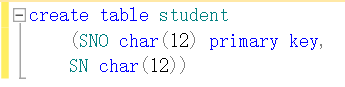 create table student
(SNO char(12) primary key,
SN char(12))